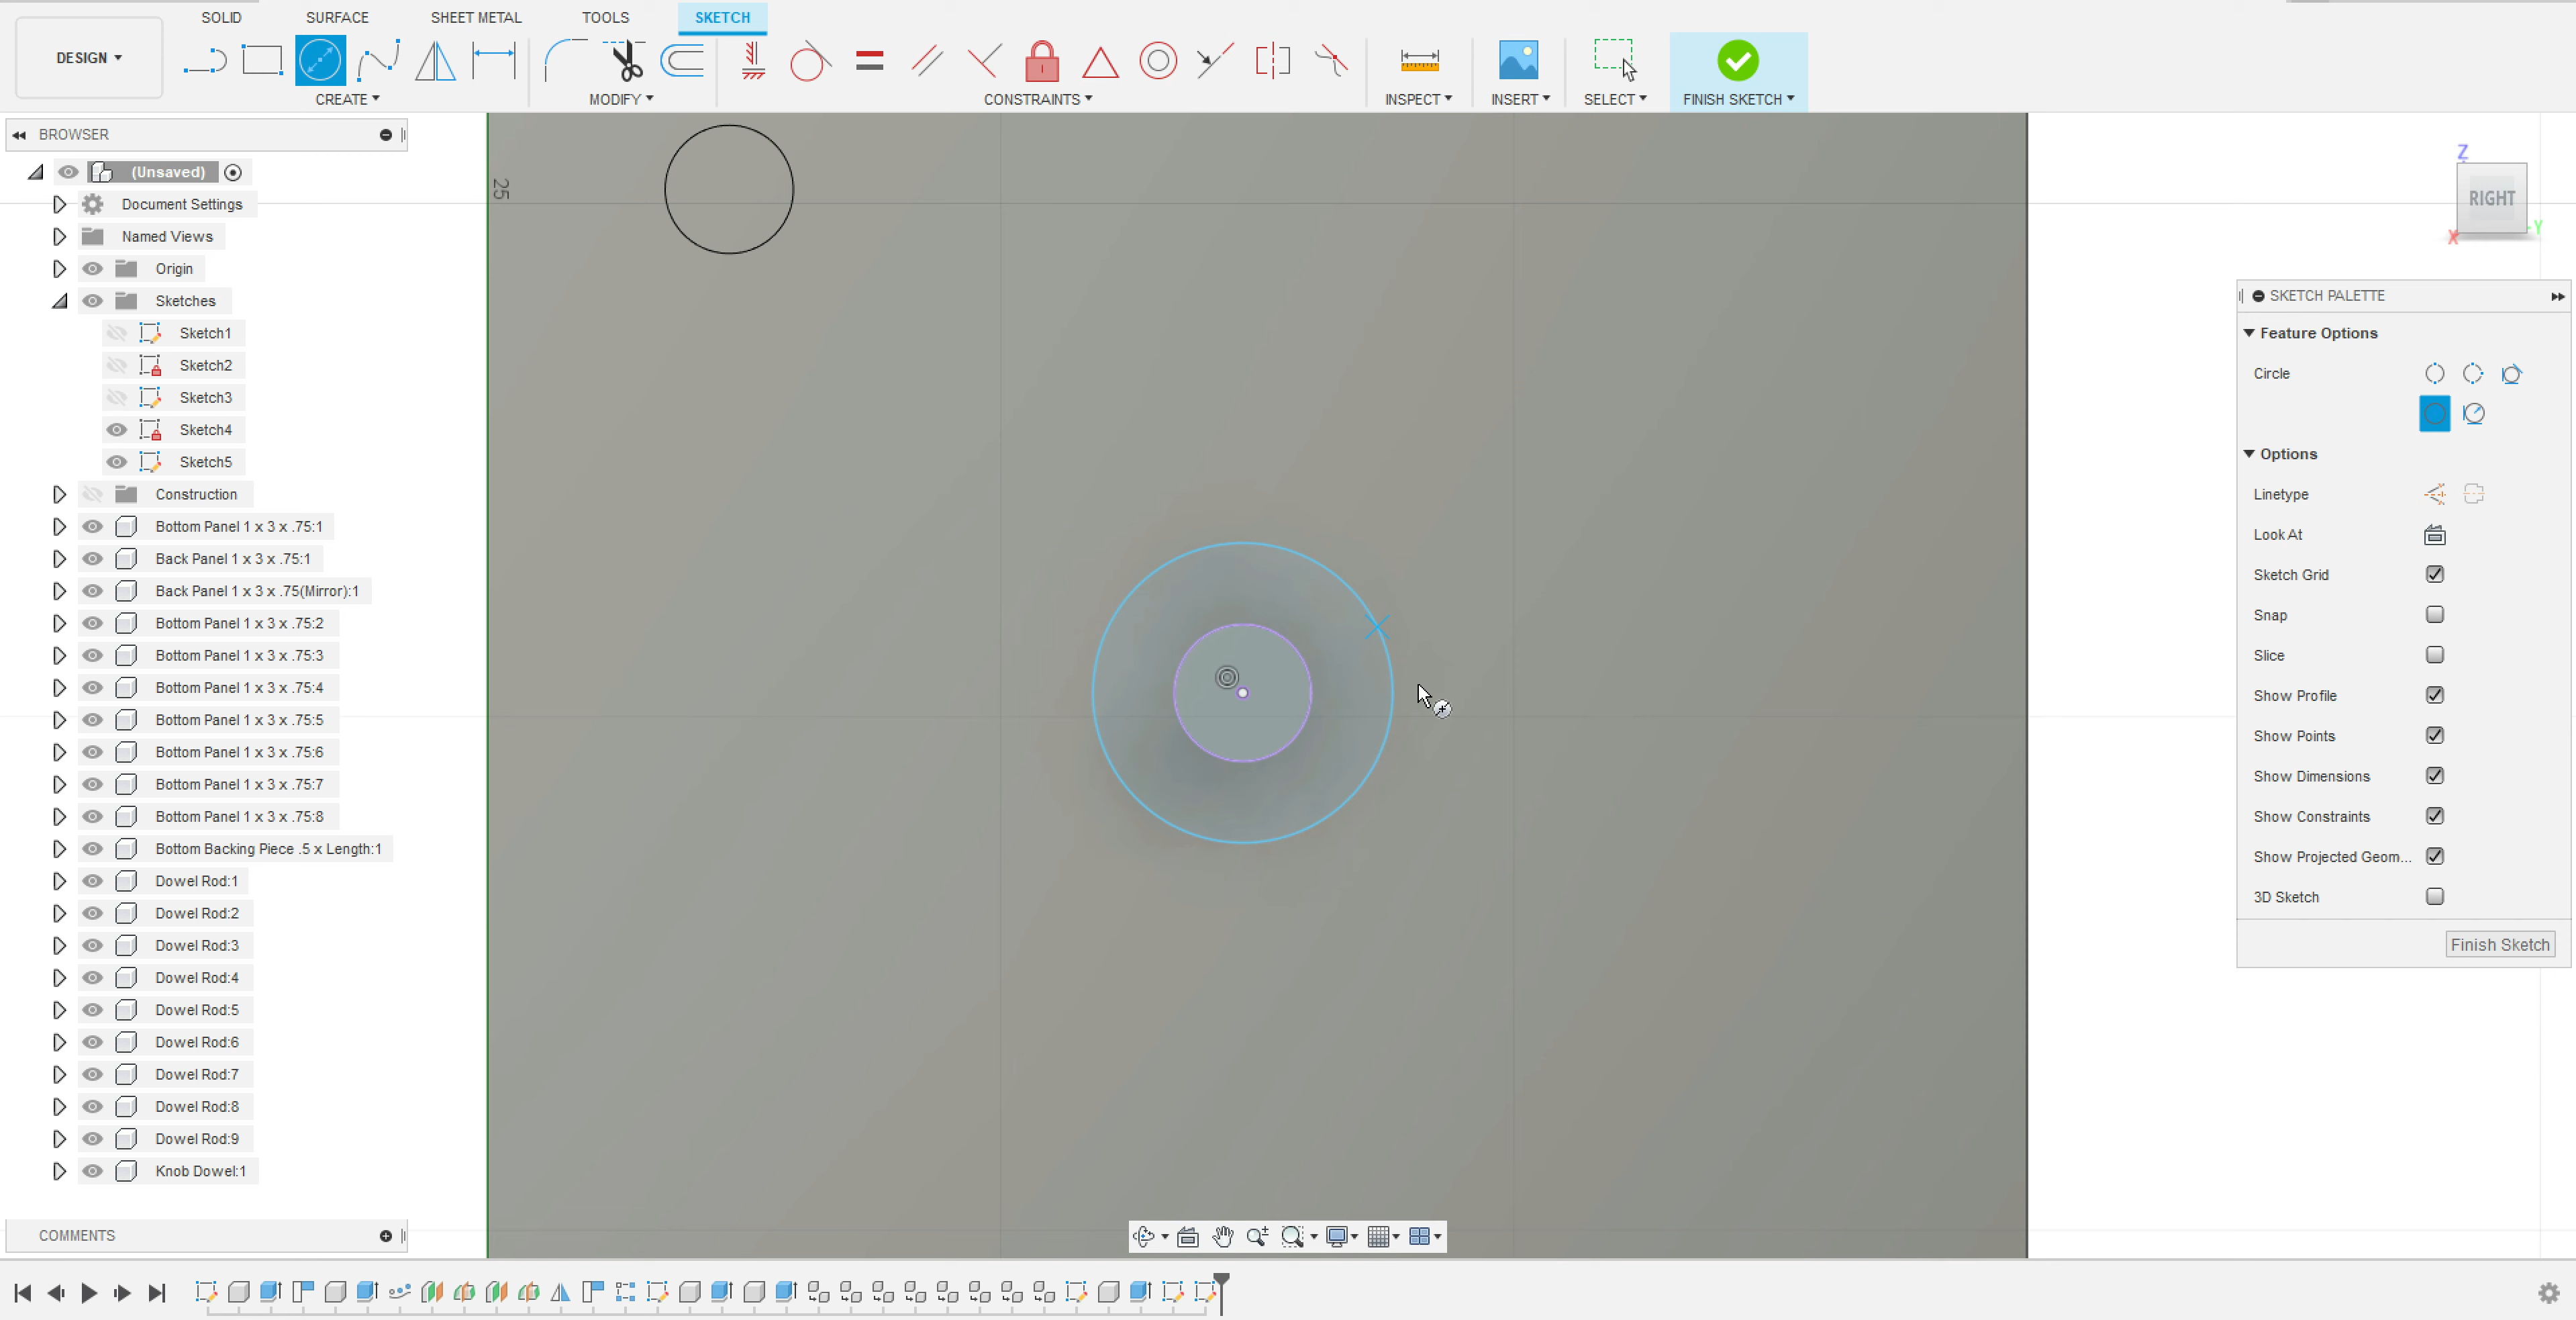 SOLID SURFACE SHEET METAL TOOLS SKETCH
DESIGN
CREATE MODIFY CONSTRAINTS INSPECT INSERT SELECT FINISH SKETCH
BROWSER
(Unsaved)
Document Settings
Named Views
Origin
Sketches
Sketch1
Sketch2
Sketch3
Sketch4
Sketch5
Construction
Bottom Panel 1 x 3 x .75:1
Back Panel 1 x 3 x .75:1
Back Panel 1 x 3 x .75(Mirror):1
Bottom Panel 1 x 3 x .75:2
Bottom Panel 1 x 3 x .75:3
Bottom Panel 1 x 3 x .75:4
Bottom Panel 1 x 3 x .75:5
Bottom Panel 1 x 3 x .75:6
Bottom Panel 1 x 3 x .75:7
Bottom Panel 1 x 3 x .75:8
Bottom Backing Piece .5 x Length:1
Dowel Rod:1
Dowel Rod:2
Dowel Rod:3
Dowel Rod:4
Dowel Rod:5
Dowel Rod:6
Dowel Rod:7
Dowel Rod:8
Dowel Rod:9
Knob Dowel:1
COMMENTS
25
Z
RIGHT
X
Y
SKETCH PALETTE
Feature Options
Circle
Options
Linetype
Look At
Sketch Grid
Snap
Slice
Show Profile
Show Points
Show Dimensions
Show Constraints
Show Projected Geom...
3D Sketch
Finish Sketch